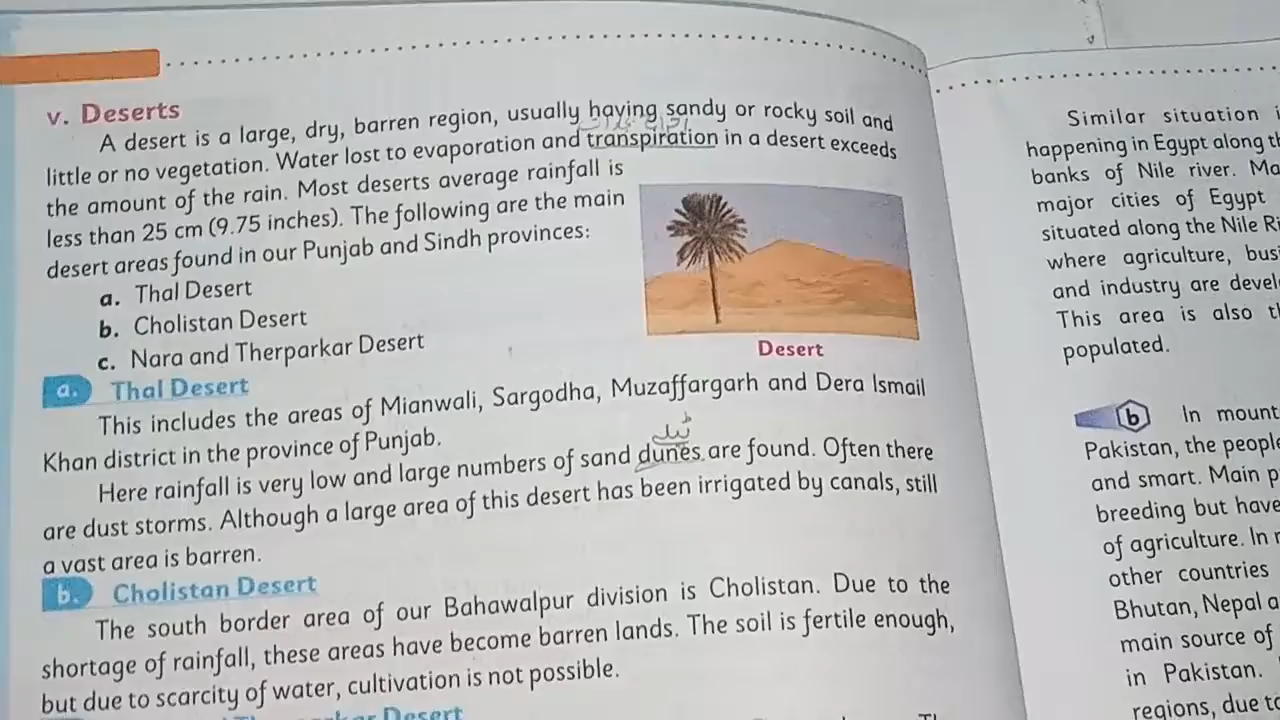 v. Deserts
A desert is a large, dry, barren region, usually having sandy or rocky soil and
little or no vegetation. Water lost to evaporation and transpiration in a desert exceeds
the amount of the rain. Most deserts average rainfall is
less than 25 cm (9.75 inches). The following are the main
desert areas found in our Punjab and Sindh provinces:
a. Thal Desert
b. Cholistan Desert
c. Nara and Therparkar Desert
Desert
a. Thal Desert
This includes the areas of Mianwali, Sargodha, Muzaffargarh and Dera Ismail
Khan district in the province of Punjab.
ٹیلے
Here rainfall is very low and large numbers of sand dunes are found. Often there
are dust storms. Although a large area of this desert has been irrigated by canals, still
a vast area is barren.
b. Cholistan Desert
The south border area of our Bahawalpur division is Cholistan. Due to the
shortage of rainfall, these areas have become barren lands. The soil is fertile enough,
but due to scarcity of water, cultivation is not possible.
Desert
Similar situation
happening in Egypt along
banks of Nile river.
major cities of Egypt
situated along the Nile
where agriculture,
and industry are
This area is also
populated.
b In
Pakistan, the
and smart. Main
breeding but have
of agriculture. In
other countries
Bhutan, Nepal
main source of
in Pakistan.
regions, due